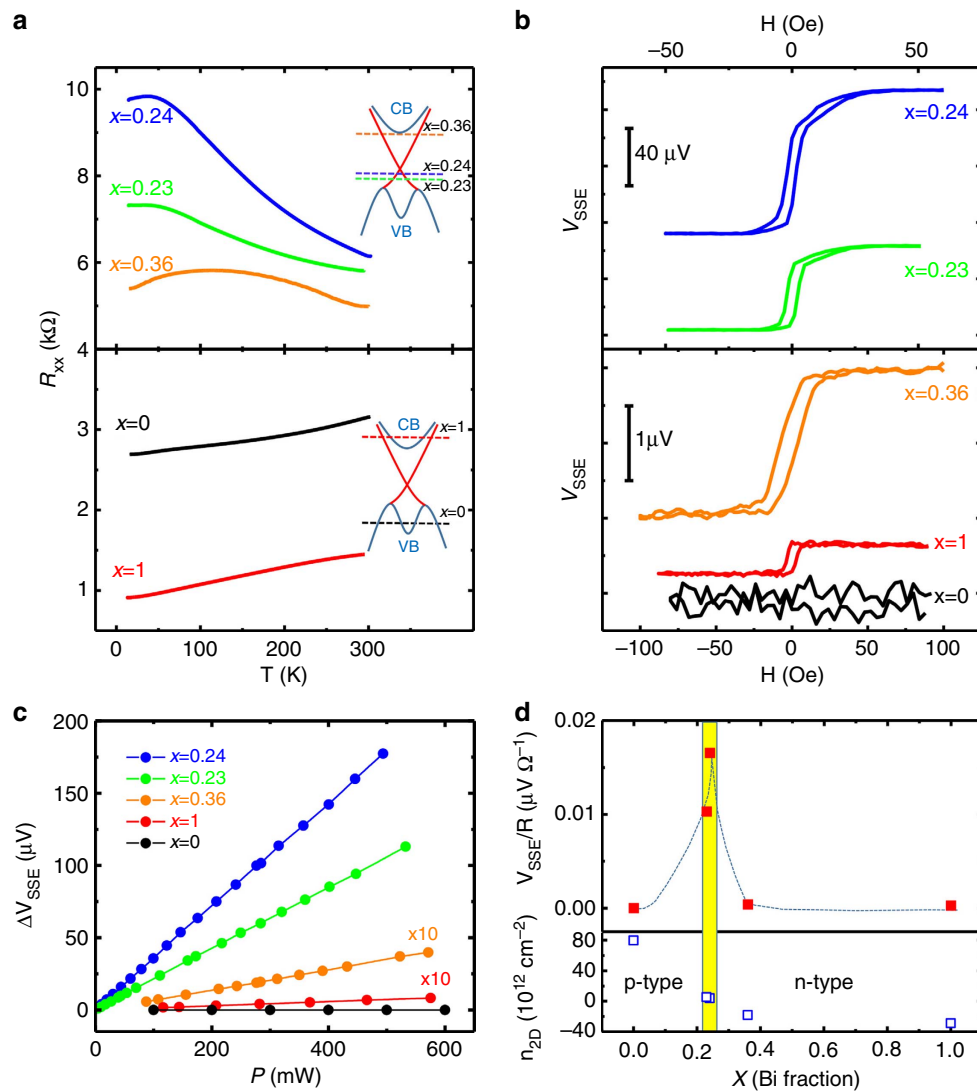 a
10
8
6
4
3
2
1
R_xx (kΩ)
x=0.24
x=0.23
x=0.36
CB
x=0.36
x=0.24
x=0.23
VB
x=0
x=1
CB
x=1
x=0
VB
0
100
200
300
T (K)
b
H (Oe)
−50
0
50
40 μV
V_SSE
x=0.24
x=0.23
1μV
V_SSE
x=0.36
x=1
x=0
−100
−50
0
50
100
H (Oe)
c
200
150
100
50
0
ΔV_SSE (μV)
x=0.24
x=0.23
x=0.36
x=1
x=0
x10
x10
0
200
400
600
P (mW)
d
0.02
0.01
0.00
V_SSE/R (μV Ω⁻¹)
80
40
0
−40
n_2D (10¹² cm⁻²)
p-type
n-type
0.0
0.2
0.4
0.6
0.8
1.0
X (Bi fraction)